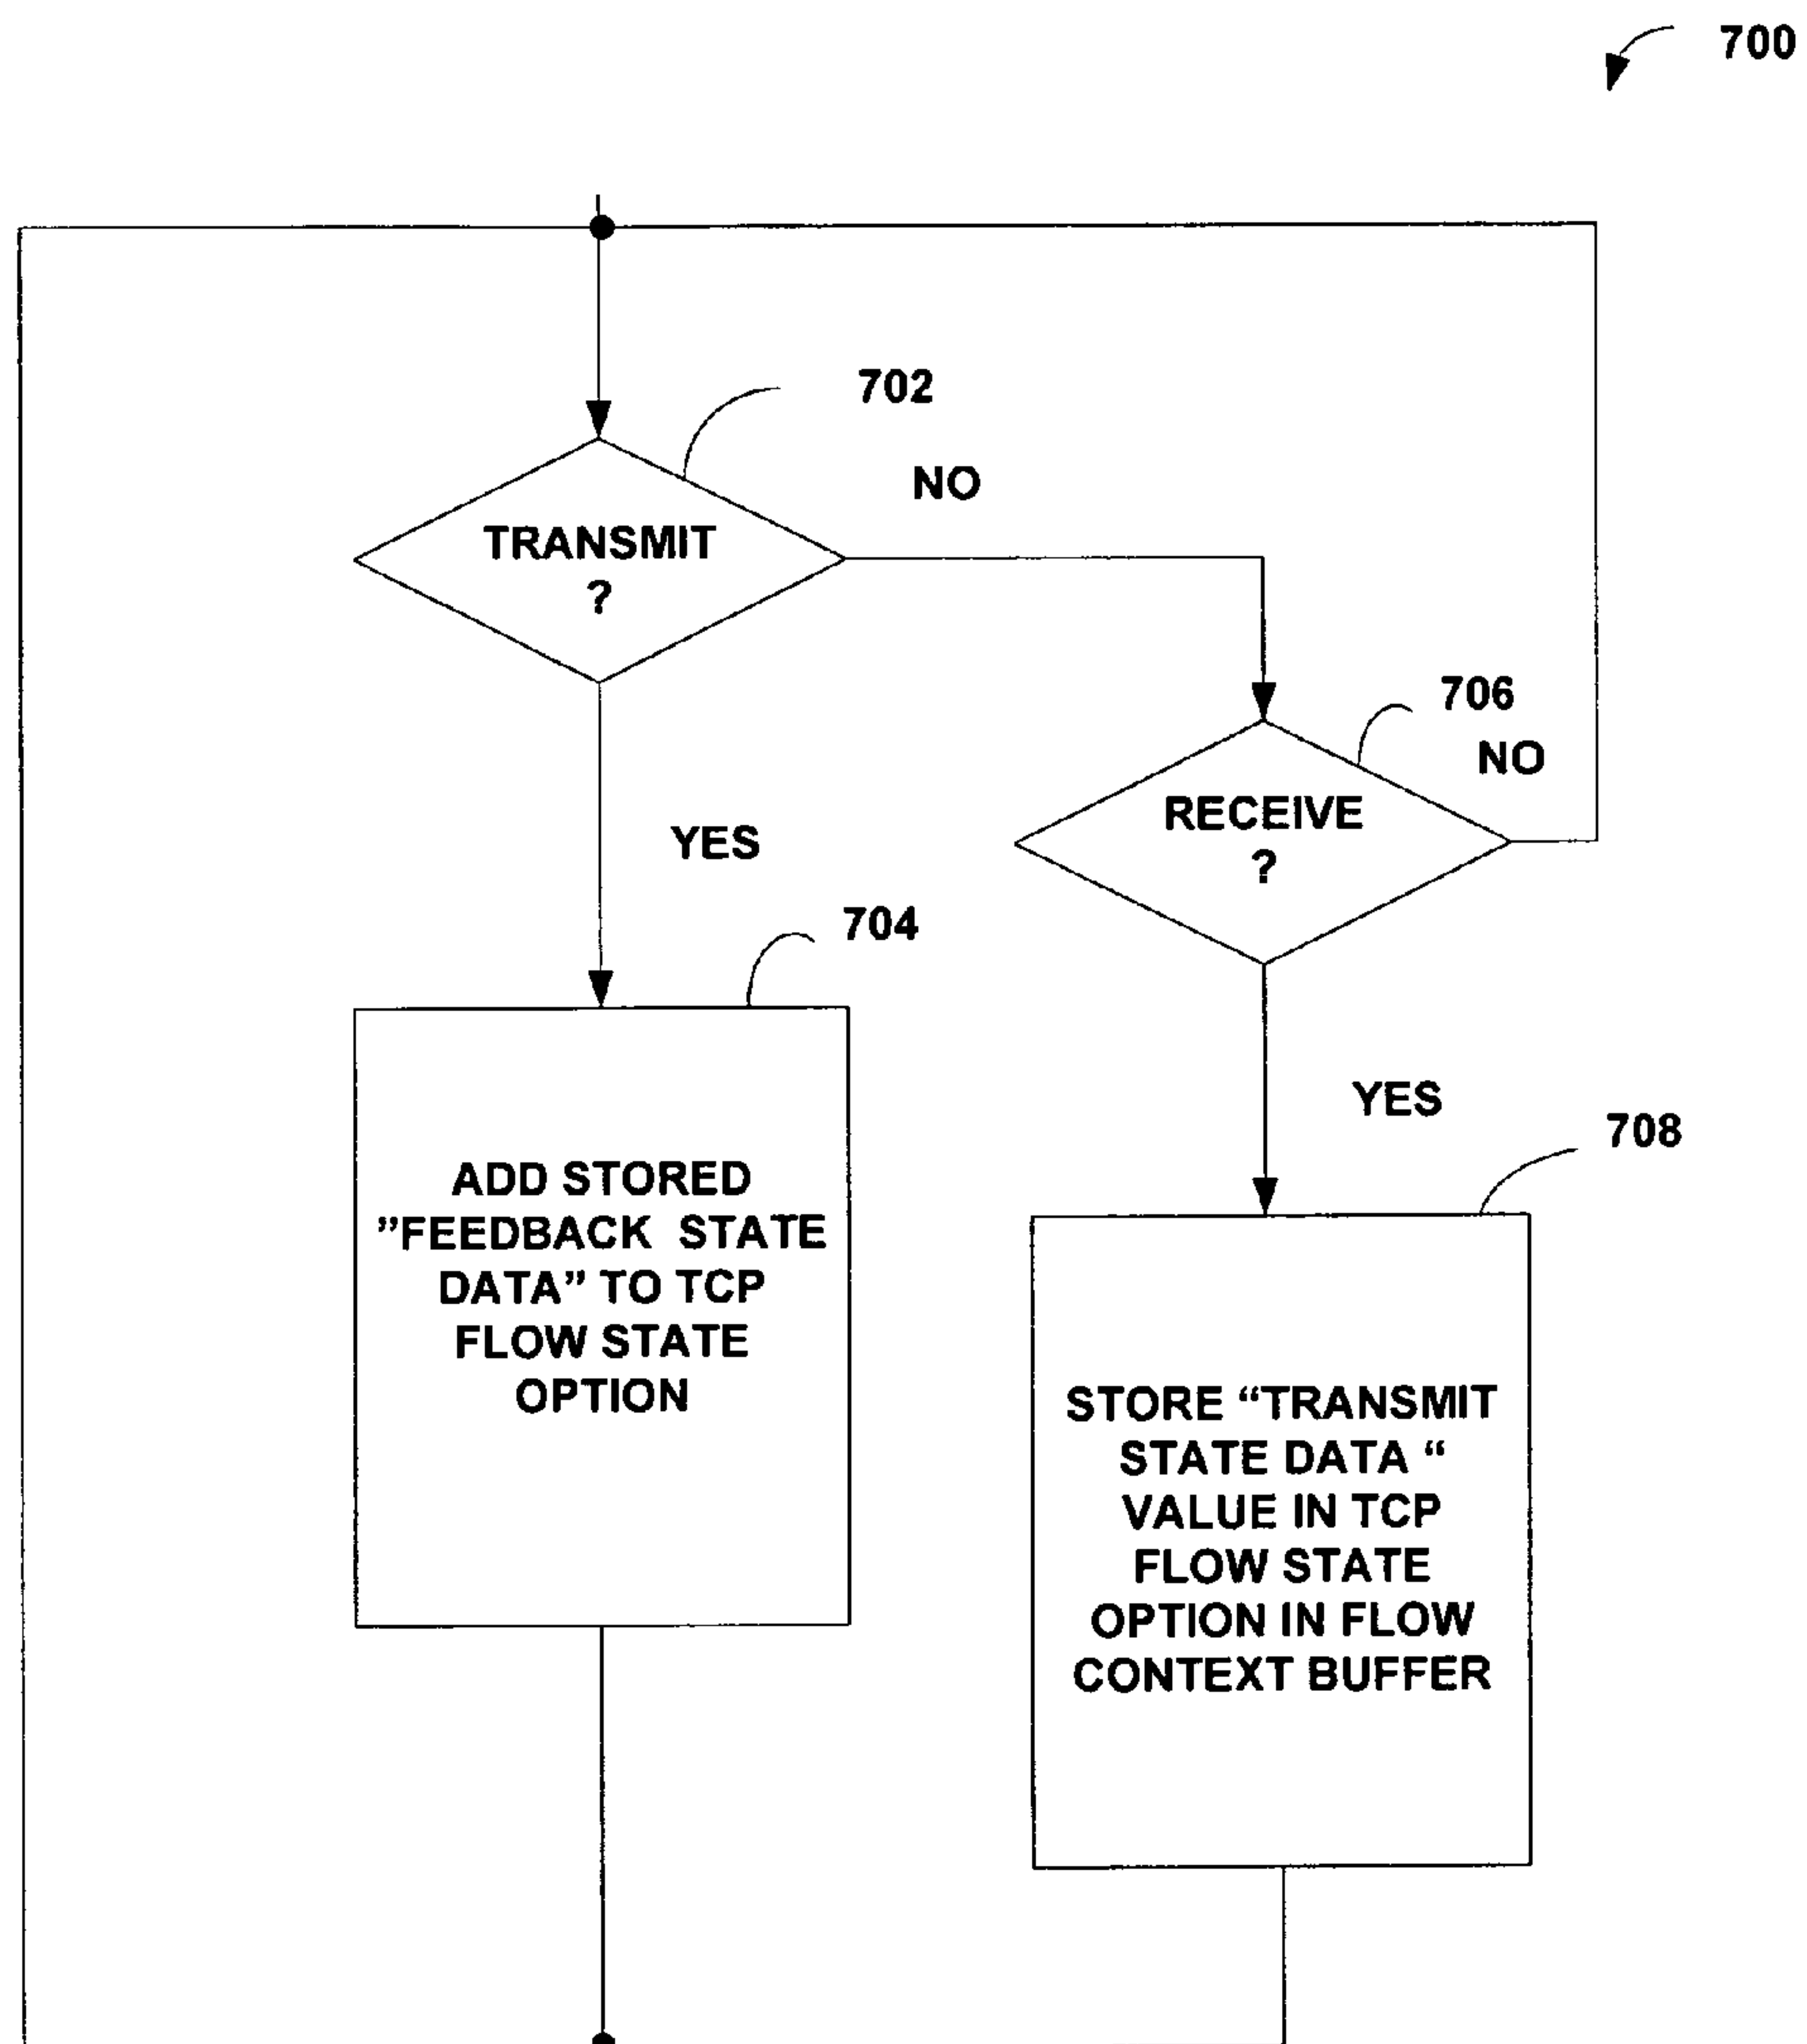 700
702
NO
TRANSMIT
?
706
NO
RECEIVE
?
YES
704
YES
708
ADD STORED
”FEEDBACK STATE
DATA” TO TCP
FLOW STATE
OPTION
STORE “TRANSMIT
STATE DATA “
VALUE IN TCP
FLOW STATE
OPTION IN FLOW
CONTEXT BUFFER